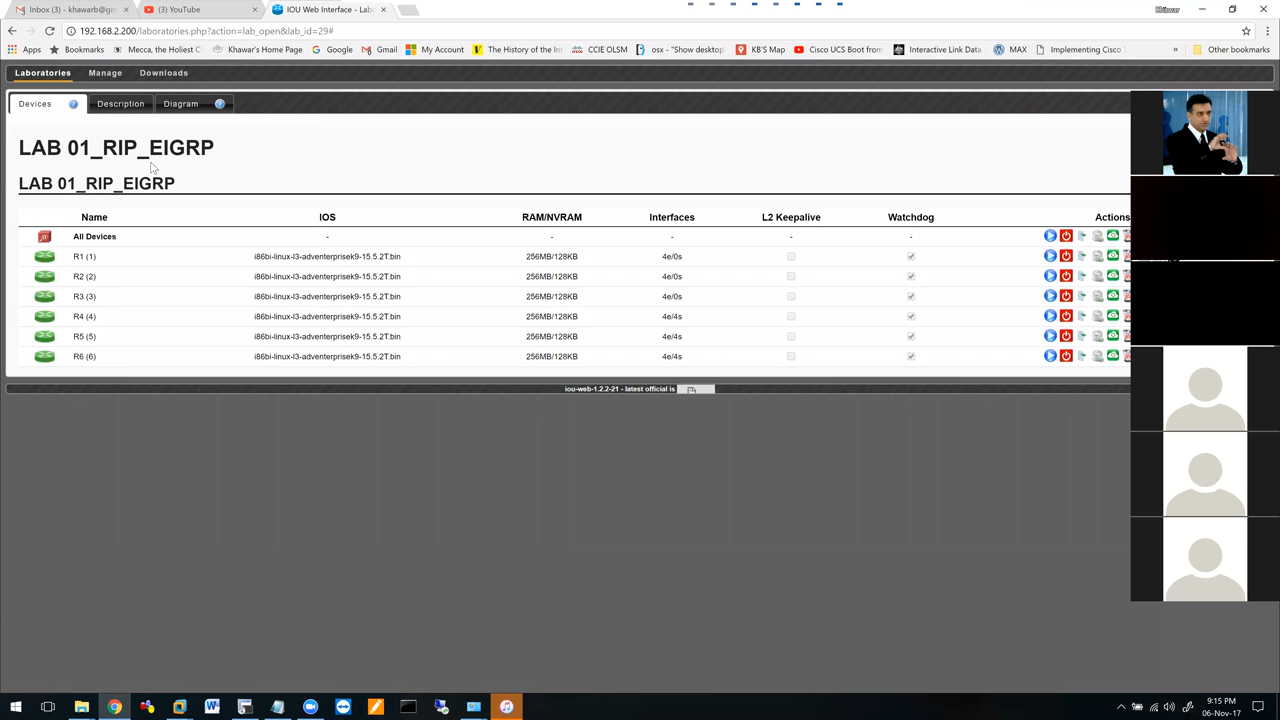 Inbox (3) - khawarb@gm
(3) YouTube
IOU Web Interface - Lab
Khawar
192.168.2.200/laboratories.php?action=lab_open&lab_id=29#
Apps
Bookmarks
Mecca, the Holiest C
Khawar's Home Page
Google
Gmail
My Account
The History of the In
CCIE OLSM
osx - "Show desktop
KB'S Map
Cisco UCS Boot from
Interactive Link Data
MAX
Implementing Cisco
»
Other bookmarks
Laboratories Manage Downloads
Devices Description Diagram
LAB 01_RIP_EIGRP
LAB 01_RIP_EIGRP
Name IOS RAM/NVRAM Interfaces L2 Keepalive Watchdog Actions
All Devices - - - - -
R1 (1) i86bi-linux-l3-adventerprisek9-15.5.2T.bin 256MB/128KB 4e/0s
R2 (2) i86bi-linux-l3-adventerprisek9-15.5.2T.bin 256MB/128KB 4e/0s
R3 (3) i86bi-linux-l3-adventerprisek9-15.5.2T.bin 256MB/128KB 4e/0s
R4 (4) i86bi-linux-l3-adventerprisek9-15.5.2T.bin 256MB/128KB 4e/4s
R5 (5) i86bi-linux-l3-adventerprisek9-15.5.2T.bin 256MB/128KB 4e/4s
R6 (6) i86bi-linux-l3-adventerprisek9-15.5.2T.bin 256MB/128KB 4e/4s
iou-web-1.2.2-21 - latest official is
9:15 PM
06-Nov-17